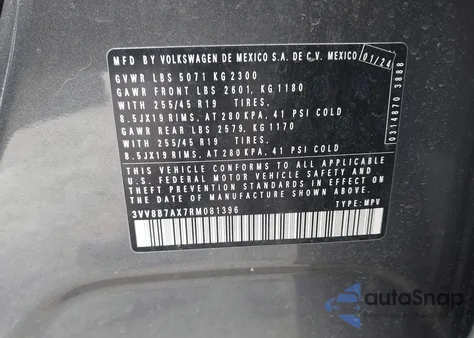 MFD BY VOLKSWAGEN DE MEXICO S.A. DE C.V. MEXICO 01/24
GVWR LBS 5071 KG 2300
GAWR FRONT LBS 2601, KG 1180
WITH 255/45 R19 TIRES,
8.5JX19 RIMS, AT 280 KPA, 41 PSI COLD
GAWR REAR LBS 2579, KG 1170
WITH 255/45 R19 TIRES,
8.5JX19 RIMS, AT 280 KPA, 41 PSI COLD
THIS VEHICLE CONFORMS TO ALL APPLICABLE
U.S. FEDERAL MOTOR VEHICLE SAFETY STANDARDS
IN EFFECT ON THE DATE OF MANUFACTURE
SHOWN ABOVE.
3VV8B7AX7RM081396 TYPE: MPV
0314870 3888
autoSnap